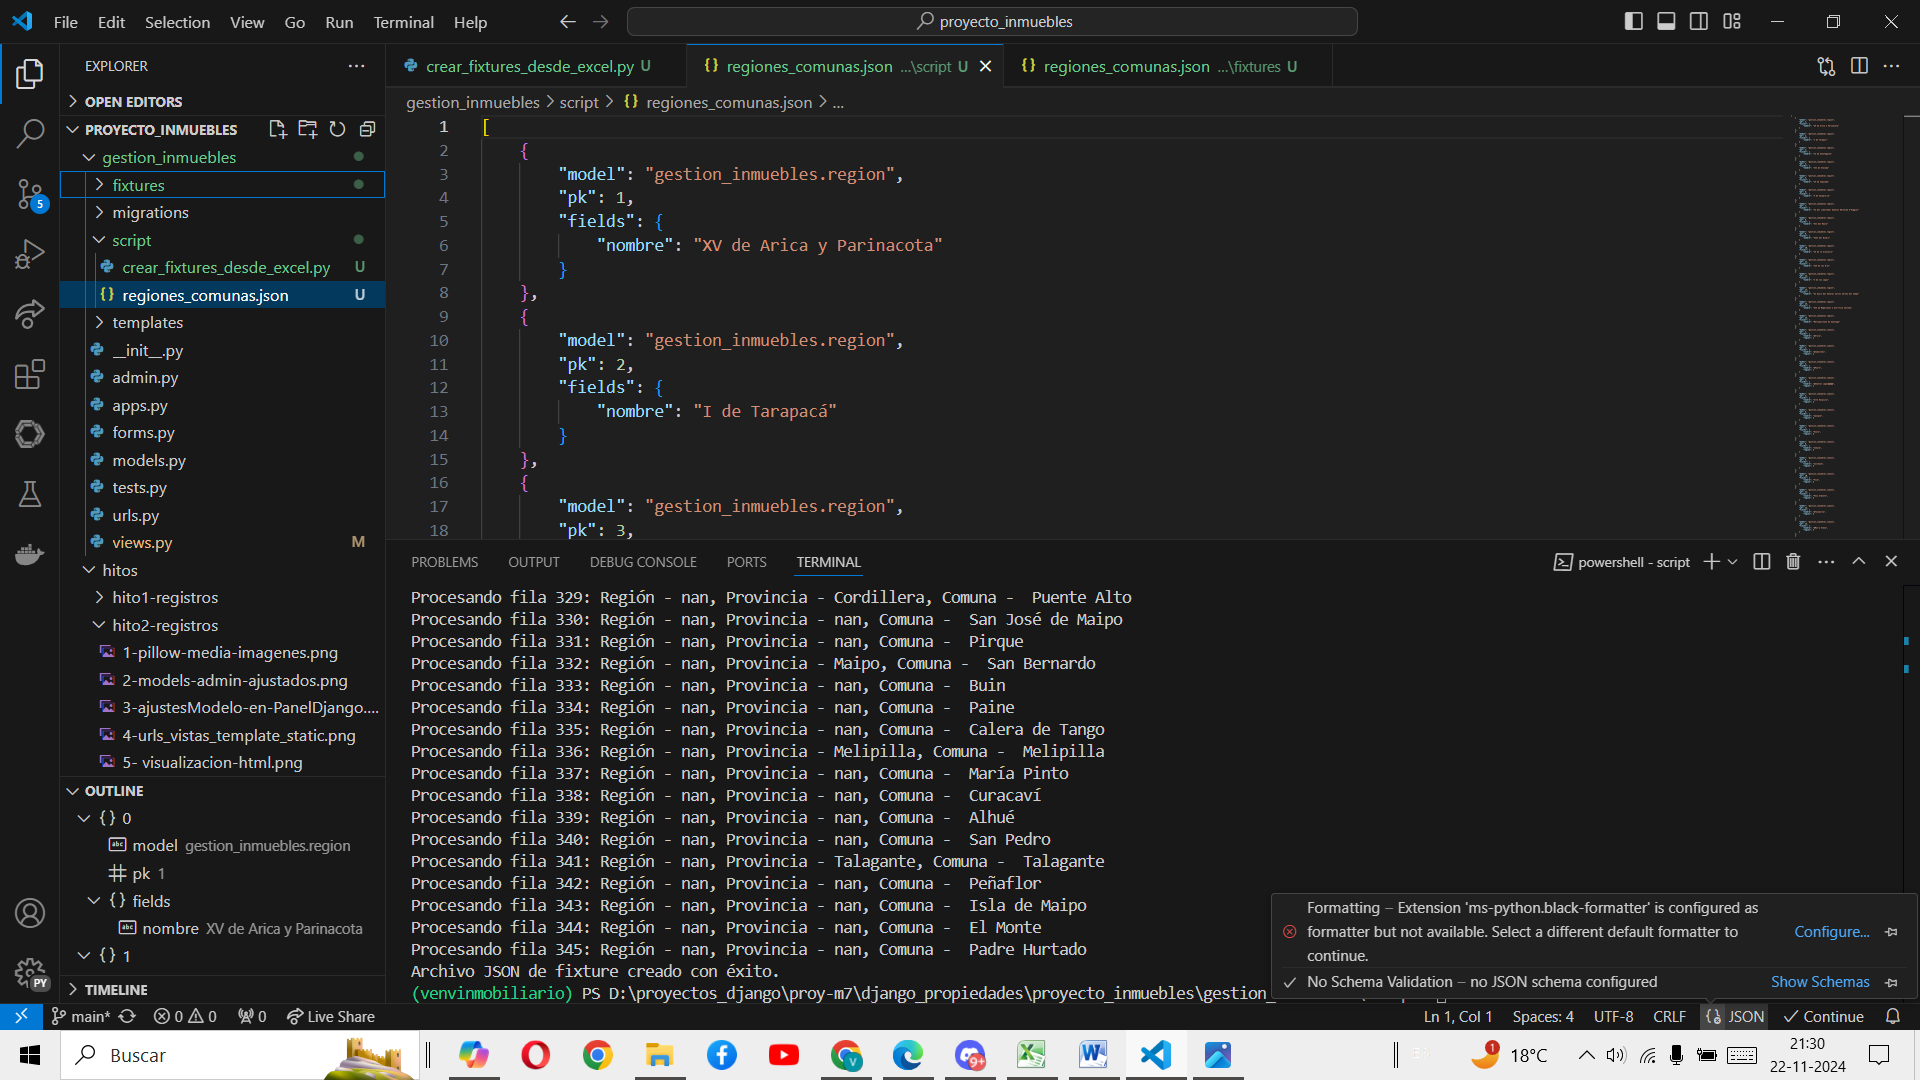 File Edit Selection View Go Run Terminal Help
proyecto_inmuebles
EXPLORER
OPEN EDITORS
PROYECTO_INMUEBLES
gestion_inmuebles
fixtures
migrations
script
crear_fixtures_desde_excel.py U
regiones_comunas.json U
templates
__init__.py
admin.py
apps.py
forms.py
models.py
tests.py
urls.py
views.py M
hitos
hito1-registros
hito2-registros
1-pillow-media-imagenes.png
2-models-admin-ajustados.png
3-ajustesModelo-en-PanelDjango....
4-urls_vistas_template_static.png
5- visualizacion-html.png
OUTLINE
{} 0
model gestion_inmuebles.region
pk 1
{} fields
nombre XV de Arica y Parinacota
{} 1
TIMELINE
5
PY
crear_fixtures_desde_excel.py U
{} regiones_comunas.json ...\script U
{} regiones_comunas.json ...\fixtures U
gestion_inmuebles > script > {} regiones_comunas.json > ...
1 [
2 {
3 "model": "gestion_inmuebles.region",
4 "pk": 1,
5 "fields": {
6 "nombre": "XV de Arica y Parinacota"
7 }
8 },
9 {
10 "model": "gestion_inmuebles.region",
11 "pk": 2,
12 "fields": {
13 "nombre": "I de Tarapacá"
14 }
15 },
16 {
17 "model": "gestion_inmuebles.region",
18 "pk": 3,
PROBLEMS OUTPUT DEBUG CONSOLE PORTS TERMINAL
powershell - script
Procesando fila 329: Región - nan, Provincia - Cordillera, Comuna -  Puente Alto
Procesando fila 330: Región - nan, Provincia - nan, Comuna -  San José de Maipo
Procesando fila 331: Región - nan, Provincia - nan, Comuna -  Pirque
Procesando fila 332: Región - nan, Provincia - Maipo, Comuna -  San Bernardo
Procesando fila 333: Región - nan, Provincia - nan, Comuna -  Buin
Procesando fila 334: Región - nan, Provincia - nan, Comuna -  Paine
Procesando fila 335: Región - nan, Provincia - nan, Comuna -  Calera de Tango
Procesando fila 336: Región - nan, Provincia - Melipilla, Comuna -  Melipilla
Procesando fila 337: Región - nan, Provincia - nan, Comuna -  María Pinto
Procesando fila 338: Región - nan, Provincia - nan, Comuna -  Curacaví
Procesando fila 339: Región - nan, Provincia - nan, Comuna -  Alhué
Procesando fila 340: Región - nan, Provincia - nan, Comuna -  San Pedro
Procesando fila 341: Región - nan, Provincia - Talagante, Comuna -  Talagante
Procesando fila 342: Región - nan, Provincia - nan, Comuna -  Peñaflor
Procesando fila 343: Región - nan, Provincia - nan, Comuna -  Isla de Maipo
Procesando fila 344: Región - nan, Provincia - nan, Comuna -  El Monte
Procesando fila 345: Región - nan, Provincia - nan, Comuna -  Padre Hurtado
Archivo JSON de fixture creado con éxito.
(venvinmobiliario) PS D:\proyectos_django\proy-m7\django_propiedades\proyecto_inmuebles\gestion_
Formatting – Extension 'ms-python.black-formatter' is configured as
formatter but not available. Select a different default formatter to
continue.
Configure...
No Schema Validation – no JSON schema configured
Show Schemas
main* 0 0 0 Live Share
Ln 1, Col 1 Spaces: 4 UTF-8 CRLF {} JSON Continue
Buscar
9+
1
18°C
21:30
22-11-2024